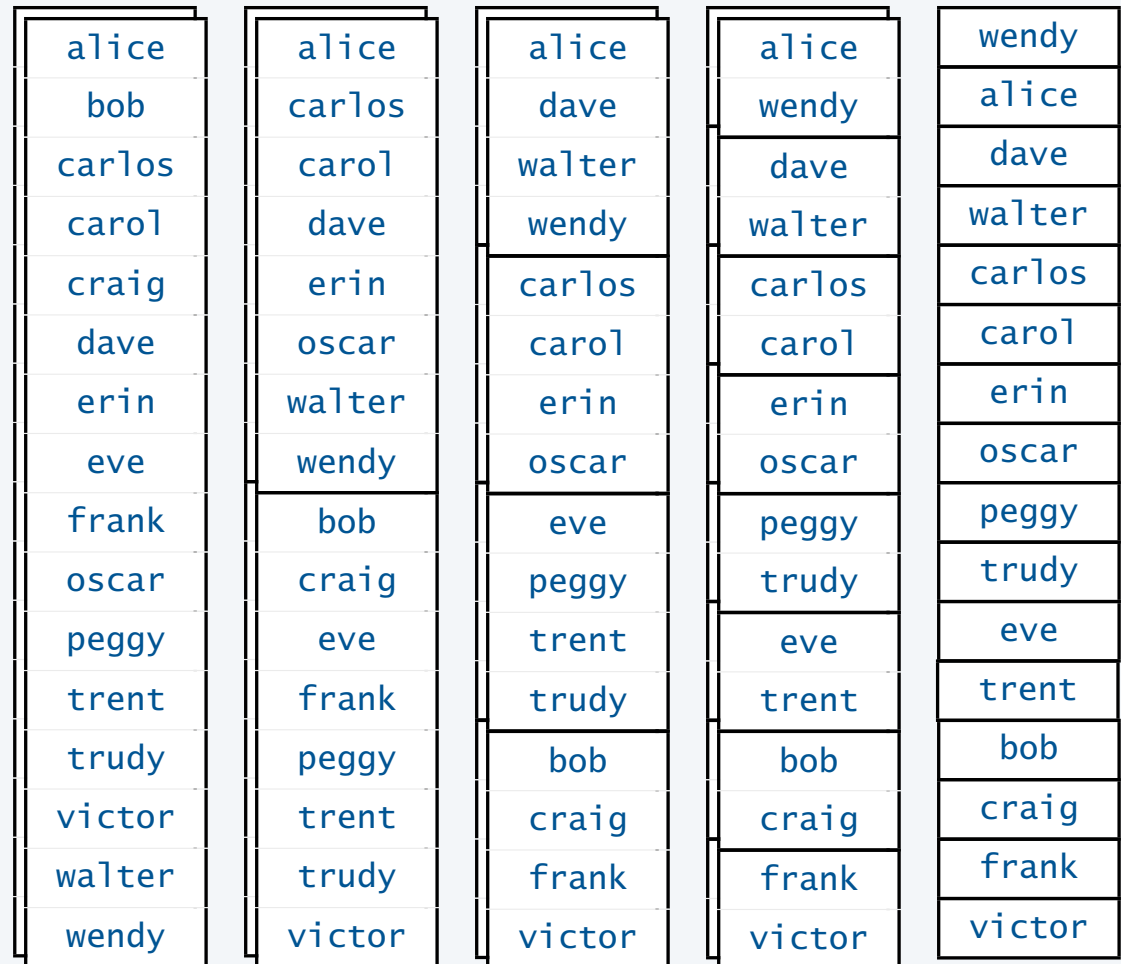 alice
bob
carlos
carol
craig
dave
erin
eve
frank
oscar
peggy
trent
trudy
victor
walter
wendy
alice
carlos
carol
dave
erin
oscar
walter
wendy
bob
craig
eve
frank
peggy
trent
trudy
victor
alice
dave
walter
wendy
carlos
carol
erin
oscar
eve
peggy
trent
trudy
bob
craig
frank
victor
alice
wendy
dave
walter
carlos
carol
erin
oscar
peggy
trudy
eve
trent
bob
craig
frank
victor
wendy
alice
dave
walter
carlos
carol
erin
oscar
peggy
trudy
eve
trent
bob
craig
frank
victor